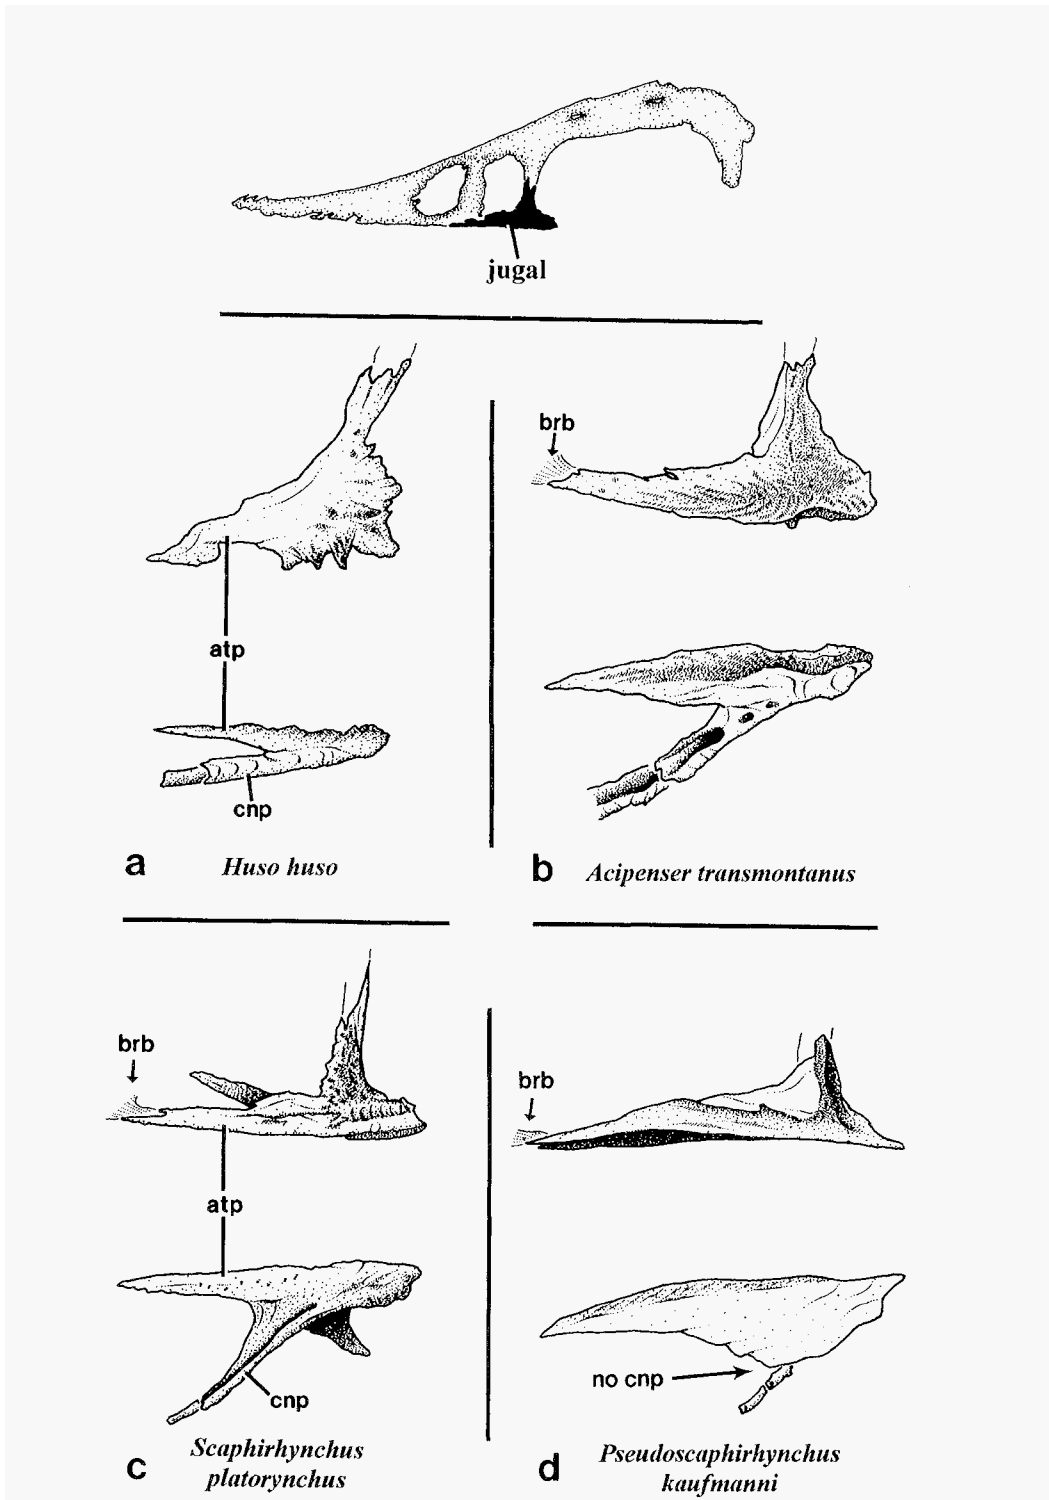 jugal
brb
atp
cnp
a Huso huso
b Acipenser transmontanus
brb
brb
atp
cnp
no cnp
c Scaphirhynchus
platorynchus
d Pseudoscaphirhynchus
kaufmanni